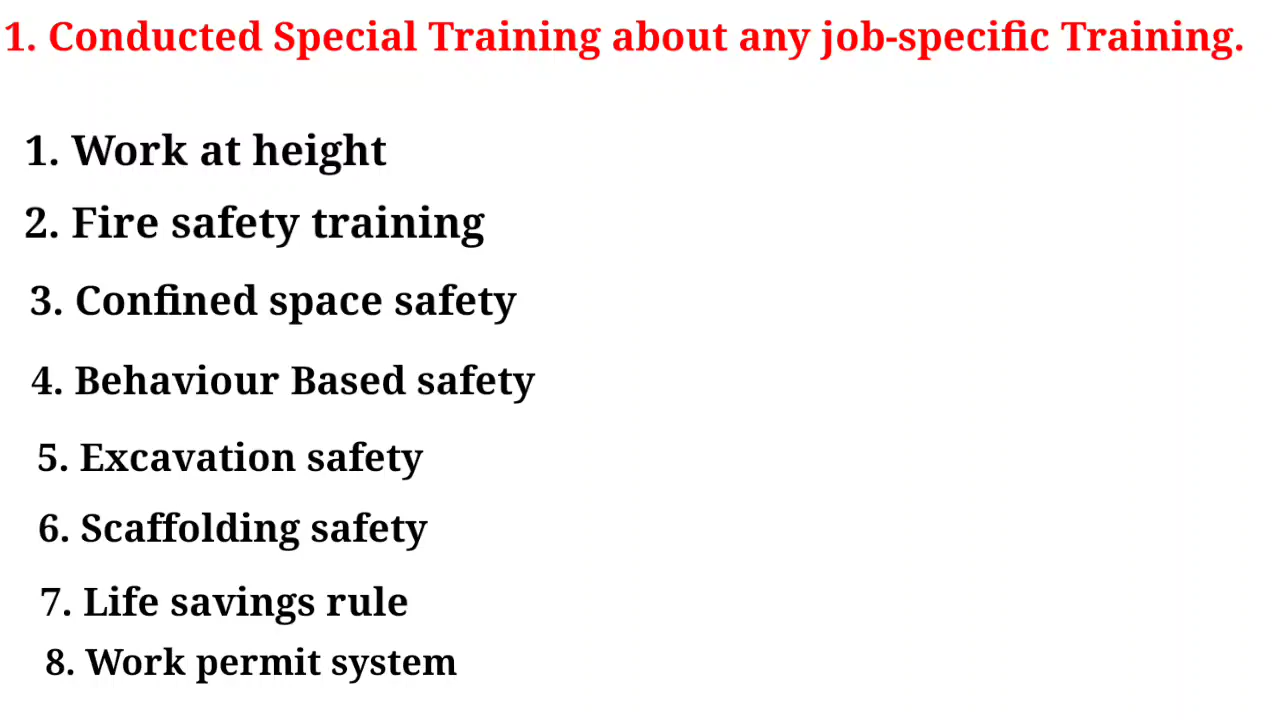 1. Conducted Special Training about any job-specific Training.
1. Work at height
2. Fire safety training
3. Confined space safety
4. Behaviour Based safety
5. Excavation safety
6. Scaffolding safety
7. Life savings rule
8. Work permit system